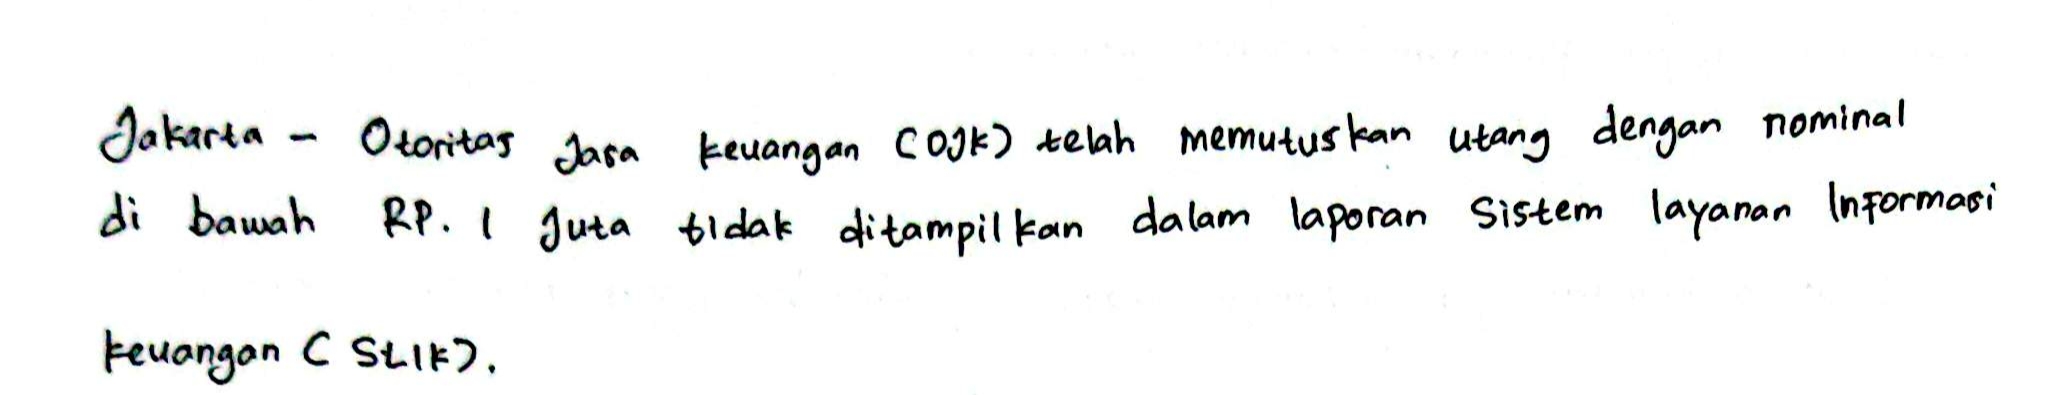 Jakarta - Otoritas Jasa keuangan (OJK) telah memutuskan utang dengan nominal
di bawah RP. 1 Juta tidak ditampilkan dalam laporan Sistem layanan Informasi
keuangan ( SLIK).